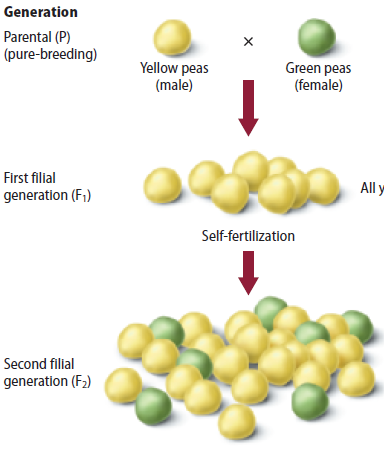 Generation
Parental (P)
(pure-breeding)
×
Yellow peas
(male)
Green peas
(female)
First filial
generation (F₁)
All y
Self-fertilization
Second filial
generation (F₂)